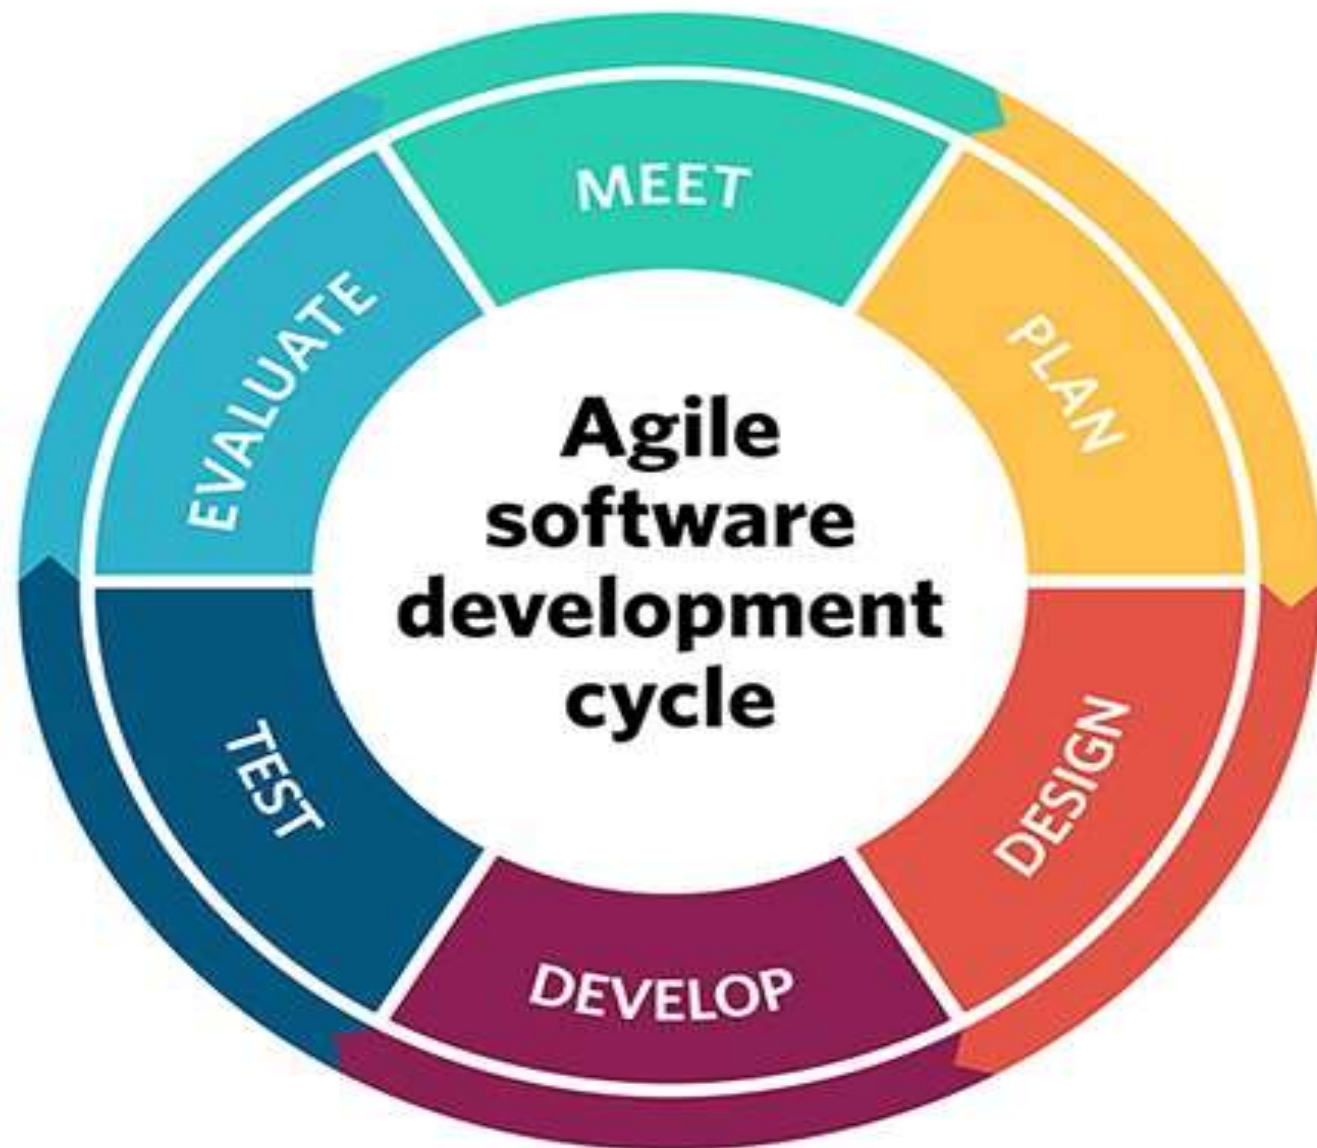 MEET
PLAN
DESIGN
DEVELOP
TEST
EVALUATE
Agile
software
development
cycle